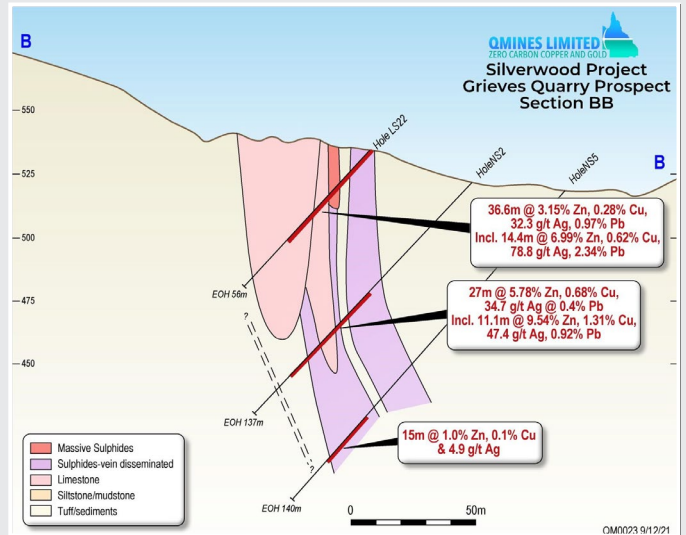 B
QMINES LIMITED
ZERO CARBON COPPER AND GOLD
Silverwood Project
Grieves Quarry Prospect
Section BB
550
525
500
475
450
Hole LS22
HoleNS2
HoleNS5
B
36.6m @ 3.15% Zn, 0.28% Cu,
32.3 g/t Ag, 0.97% Pb
Incl. 14.4m @ 6.99% Zn, 0.62% Cu,
78.8 g/t Ag, 2.34% Pb
EOH 56m
27m @ 5.78% Zn, 0.68% Cu,
34.7 g/t Ag @ 0.4% Pb
Incl. 11.1m @ 9.54% Zn, 1.31% Cu,
47.4 g/t Ag, 0.92% Pb
?
EOH 137m
15m @ 1.0% Zn, 0.1% Cu
& 4.9 g/t Ag
?
EOH 140m
Massive Sulphides
Sulphides-vein disseminated
Limestone
Siltstone/mudstone
Tuff/sediments
0 50m
QM0023 9/12/21